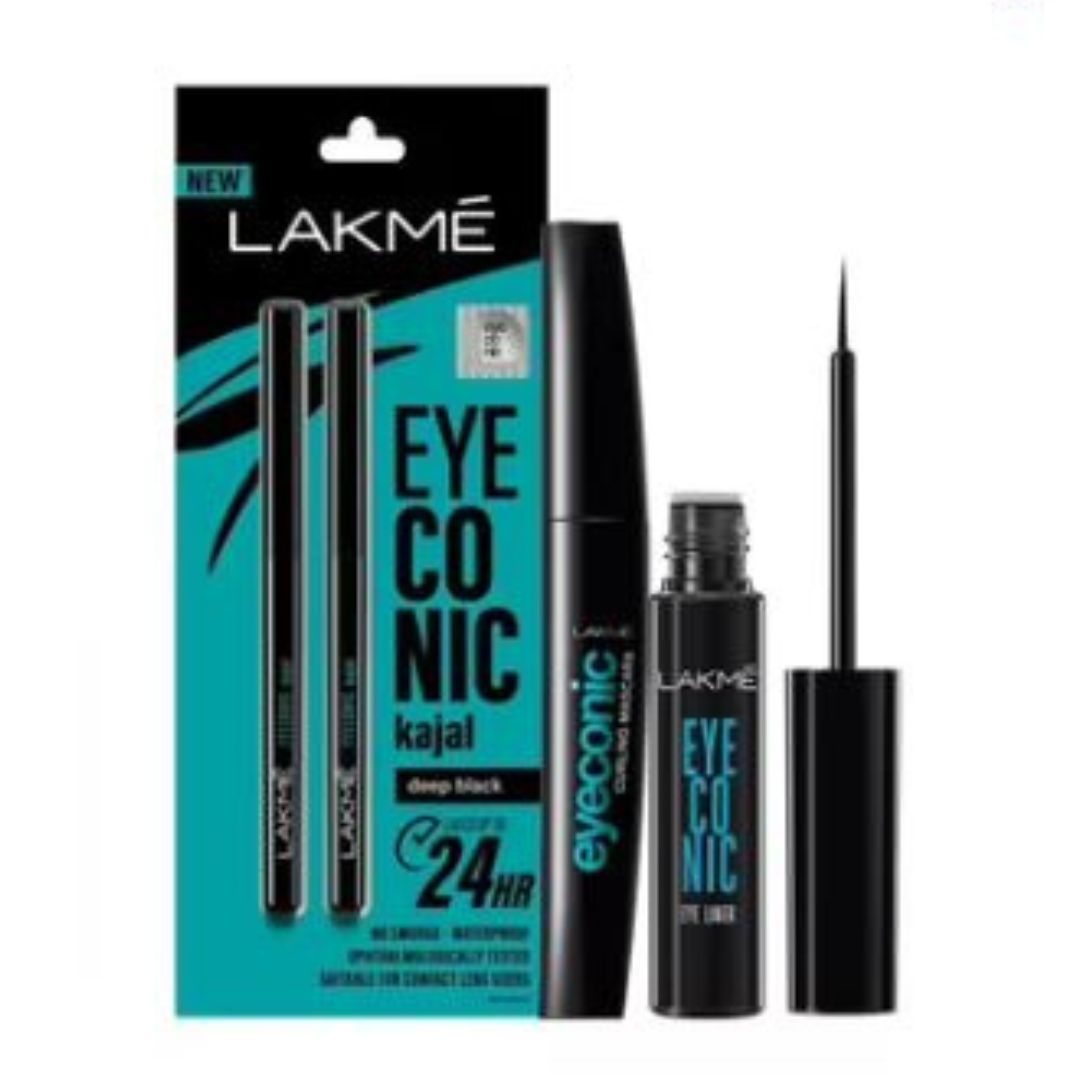 NEW
LAKMÉ
EYE
CO
NIC
kajal
deep black
24HR
NO SMUDGE - WATERPROOF
OPHTHALMOLOGICALLY TESTED
SUITABLE FOR CONTACT LENS USERS
LAKMÉ
LAKMÉ
LAKMÉ
eyeconic
CURLING MASCARA
LAKMÉ
EYE
CO
NIC
EYE LINER